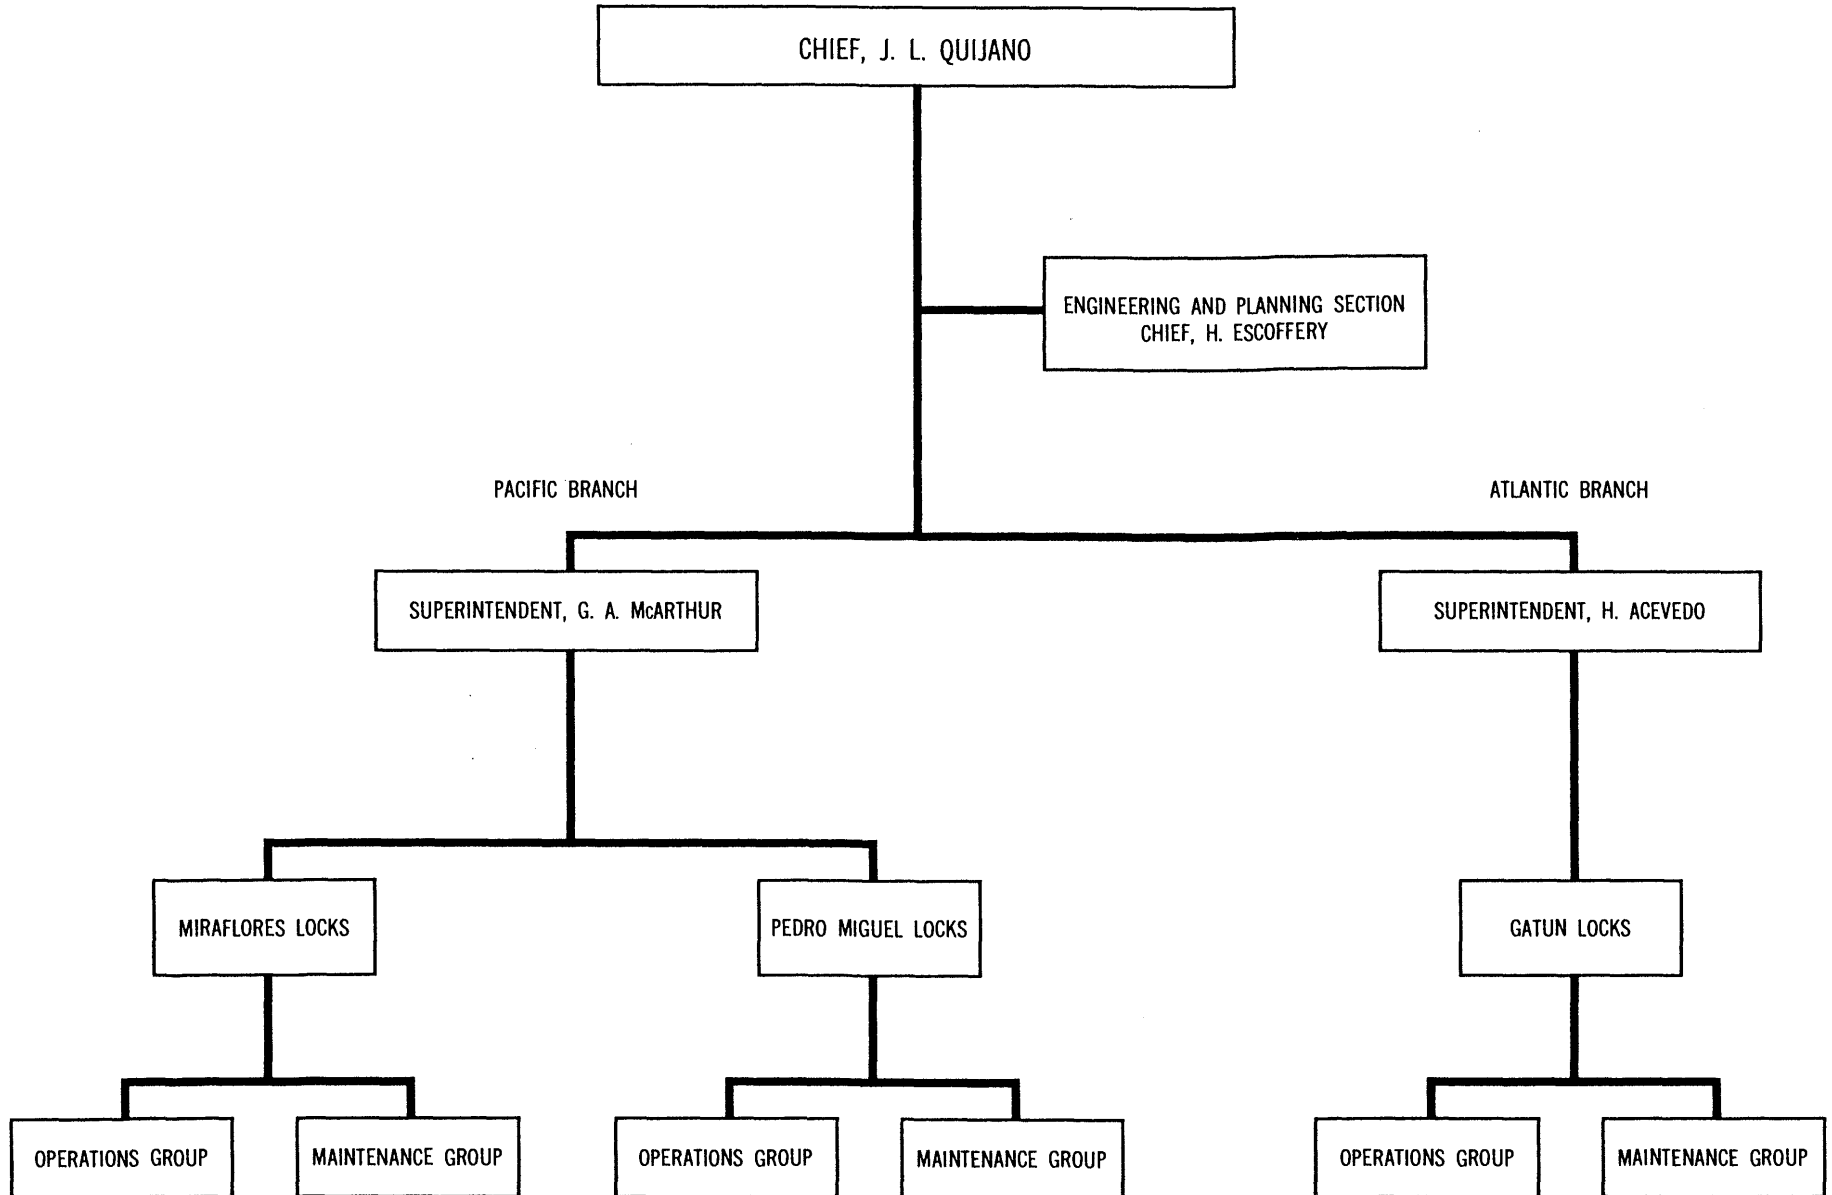 CHIEF, J. L. QUIJANO
ENGINEERING AND PLANNING SECTION
CHIEF, H. ESCOFFERY
PACIFIC BRANCH
ATLANTIC BRANCH
SUPERINTENDENT, G. A. McARTHUR
SUPERINTENDENT, H. ACEVEDO
MIRAFLORES LOCKS
PEDRO MIGUEL LOCKS
GATUN LOCKS
OPERATIONS GROUP
MAINTENANCE GROUP
OPERATIONS GROUP
MAINTENANCE GROUP
OPERATIONS GROUP
MAINTENANCE GROUP